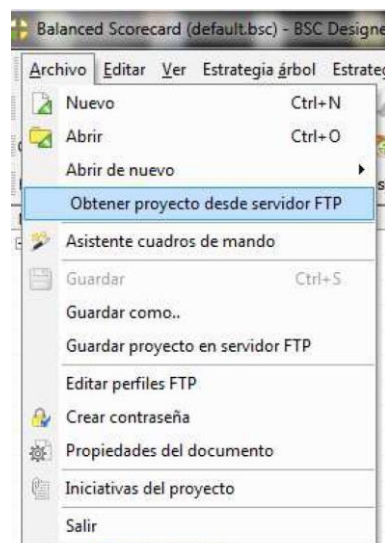 Balanced Scorecard (default.bsc) - BSC Designe
Archivo Editar Ver Estrategia árbol Estrateg
Nuevo Ctrl+N
Abrir Ctrl+O
Abrir de nuevo
Obtener proyecto desde servidor FTP
Asistente cuadros de mando
Guardar Ctrl+S
Guardar como..
Guardar proyecto en servidor FTP
Editar perfiles FTP
Crear contraseña
Propiedades del documento
Iniciativas del proyecto
Salir